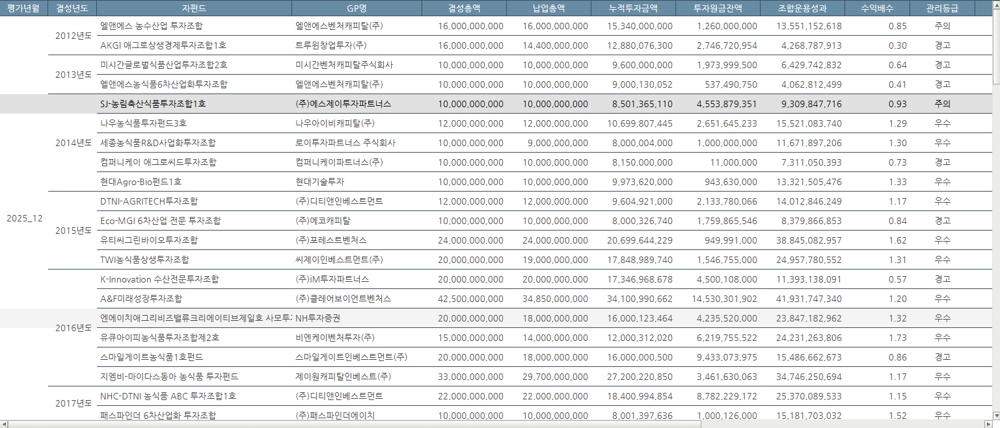 평가년월 결성년도 자펀드 GP명 결성총액 납입총액 누적투자금액 투자원금잔액 조합운용성과 수익배수 관리등급
엘앤에스 농수산업 투자조합 엘앤에스벤처캐피탈(주) 16,000,000,000 16,000,000,000 15,340,000,000 1,260,000,000 13,551,152,618 0.85 주의
2012년도
AKGI 애그로상생경제투자조합1호 트루윈창업투자(주) 16,000,000,000 14,400,000,000 12,880,076,300 2,746,720,954 4,268,787,913 0.30 경고
미시간글로벌식품산업투자조합2호 미시간벤처캐피탈주식회사 10,000,000,000 10,000,000,000 9,600,000,000 1,973,999,500 6,429,742,832 0.64 경고
2013년도
엘앤에스농식품6차산업화투자조합 엘앤에스벤처캐피탈(주) 10,000,000,000 10,000,000,000 9,000,130,052 537,490,750 4,062,812,499 0.41 경고
SJ-농림축산식품투자조합1호 (주)에스제이투자파트너스 10,000,000,000 10,000,000,000 8,501,365,110 4,553,879,351 9,309,847,716 0.93 주의
나우농식품투자펀드3호 나우아이비캐피탈(주) 12,000,000,000 12,000,000,000 10,699,807,445 2,651,645,233 15,521,083,740 1.29 우수
2014년도 세종농식품R&D사업화투자조합 로이투자파트너스 주식회사 10,000,000,000 9,000,000,000 8,000,004,000 1,000,000,000 11,671,897,206 1.30 우수
컴퍼니케이 애그로씨드투자조합 컴퍼니케이파트너스(주) 10,000,000,000 10,000,000,000 8,150,000,000 11,000,000 7,311,050,393 0.73 경고
현대Agro-Bio펀드1호 현대기술투자 10,000,000,000 10,000,000,000 9,973,620,000 943,630,000 13,321,505,476 1.33 우수
DTNI-AGRITECH투자조합 (주)디티앤인베스트먼트 12,000,000,000 12,000,000,000 9,604,921,000 2,133,780,066 14,012,846,249 1.17 우수
2025_12 Eco-MGI 6차산업 전문 투자조합 (주)에코캐피탈 10,000,000,000 10,000,000,000 8,000,326,740 1,759,865,546 8,379,866,853 0.84 경고
2015년도
유티씨그린바이오투자조합 (주)포레스트벤처스 24,000,000,000 24,000,000,000 20,699,644,229 949,991,000 38,845,082,957 1.62 우수
TWI농식품상생투자조합 씨제이인베스트먼트(주) 20,000,000,000 19,000,000,000 17,848,989,740 1,546,755,000 24,957,780,552 1.31 우수
K-Innovation 수산전문투자조합 (주)iM투자파트너스 20,000,000,000 20,000,000,000 17,346,968,678 4,500,108,000 11,393,138,091 0.57 경고
A&F미래성장투자조합 (주)클레어보이언트벤처스 42,500,000,000 34,850,000,000 34,100,990,662 14,530,301,902 41,931,747,340 1.20 우수
엔에이치애그리비즈밸류크리에이티브제일호 사모투 NH투자증권 20,000,000,000 18,000,000,000 16,000,123,464 4,235,520,000 23,847,182,962 1.32 우수
2016년도
유큐아이피농식품투자조합제2호 비엔케이벤처투자(주) 15,000,000,000 14,000,000,000 12,000,312,020 6,219,755,522 24,231,263,806 1.73 우수
스마일게이트농식품1호펀드 스마일게이트인베스트먼트(주) 20,000,000,000 18,000,000,000 16,000,000,500 9,433,073,975 15,486,662,673 0.86 경고
지엠비-마이다스동아 농식품 투자펀드 제이원캐피탈인베스트(주) 33,000,000,000 29,700,000,000 27,200,220,850 3,461,630,063 34,746,250,694 1.17 우수
NHC-DTNI 농식품 ABC 투자조합1호 (주)디티앤인베스트먼트 22,000,000,000 22,000,000,000 18,400,994,854 8,782,229,172 25,370,089,533 1.15 우수
2017년도
패스파인더 6차산업화 투자조합 (주)패스파인더에이치 10,000,000,000 10,000,000,000 8,001,397,636 1,000,126,000 15,181,703,032 1.52 우수